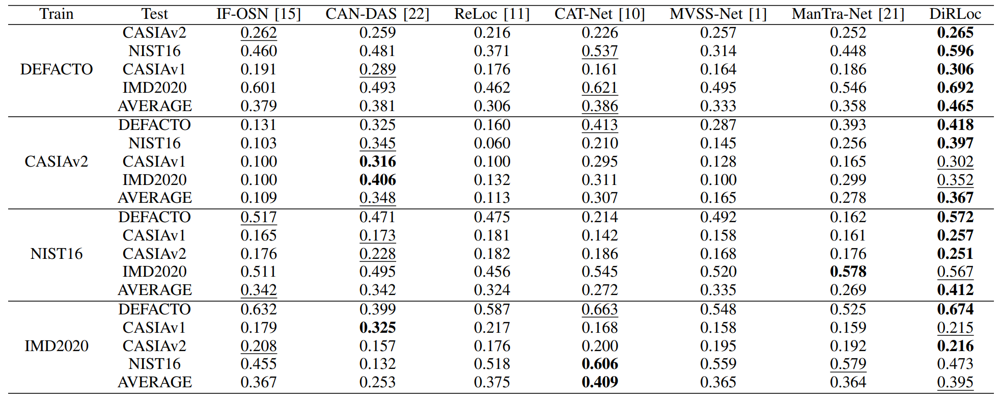 Train Test IF-OSN [15] CAN-DAS [22] ReLoc [11] CAT-Net [10] MVSS-Net [1] ManTra-Net [21] DiRLoc
CASIAv2 0.262 0.259 0.216 0.226 0.257 0.252 0.265
NIST16 0.460 0.481 0.371 0.537 0.314 0.448 0.596
DEFACTO CASIAv1 0.191 0.289 0.176 0.161 0.164 0.186 0.306
IMD2020 0.601 0.493 0.462 0.621 0.495 0.546 0.692
AVERAGE 0.379 0.381 0.306 0.386 0.333 0.358 0.465
DEFACTO 0.131 0.325 0.160 0.413 0.287 0.393 0.418
NIST16 0.103 0.345 0.060 0.210 0.145 0.256 0.397
CASIAv2 CASIAv1 0.100 0.316 0.100 0.295 0.128 0.165 0.302
IMD2020 0.100 0.406 0.132 0.311 0.100 0.299 0.352
AVERAGE 0.109 0.348 0.113 0.307 0.165 0.278 0.367
DEFACTO 0.517 0.471 0.475 0.214 0.492 0.162 0.572
CASIAv1 0.165 0.173 0.181 0.142 0.158 0.161 0.257
NIST16 CASIAv2 0.176 0.228 0.182 0.186 0.168 0.176 0.251
IMD2020 0.511 0.495 0.456 0.545 0.520 0.578 0.567
AVERAGE 0.342 0.342 0.324 0.272 0.335 0.269 0.412
DEFACTO 0.632 0.399 0.587 0.663 0.548 0.525 0.674
CASIAv1 0.179 0.325 0.217 0.168 0.158 0.159 0.215
IMD2020 CASIAv2 0.208 0.157 0.176 0.200 0.195 0.192 0.216
NIST16 0.455 0.132 0.518 0.606 0.559 0.579 0.473
AVERAGE 0.367 0.253 0.375 0.409 0.365 0.364 0.395